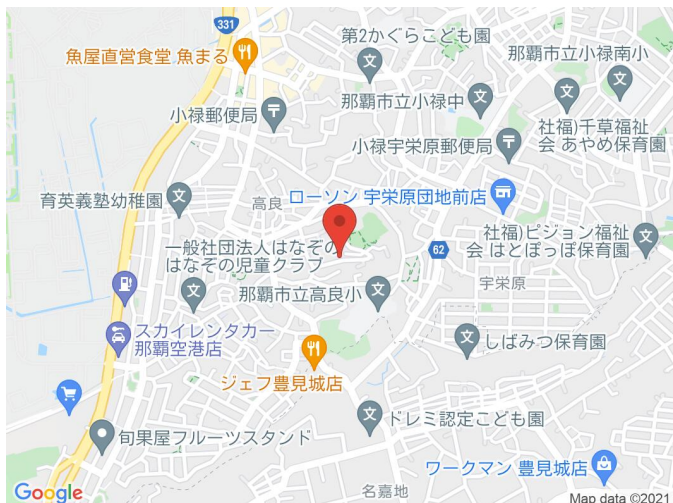 331
第2かぐらこども園
魚屋直営食堂 魚まる
那覇市立小禄南小
那覇市立小禄中
小禄郵便局
社福)千草福祉
会 あやめ保育園
小禄宇栄原郵便局
育英義塾幼稚園
高良
ローソン 宇栄原団地前店
一般社団法人はなぞの
はなぞの児童クラブ
62
社福)ピジョン福祉
会 はとぽっぽ保育園
宇栄原
那覇市立高良小
スカイレンタカー
那覇空港店
しばみつ保育園
ジェフ豊見城店
ドレミ認定こども園
旬果屋フルーツスタンド
ワークマン 豊見城店
名嘉地
Google
Map data ©2021